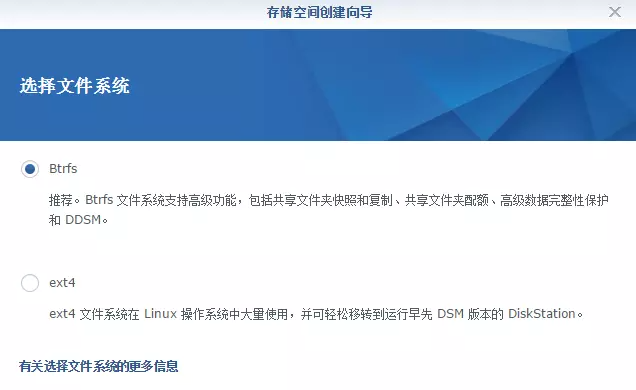 存储空间创建向导
选择文件系统
Btrfs
推荐。Btrfs 文件系统支持高级功能，包括共享文件夹快照和复制、共享文件夹配额、高级数据完整性保护
和 DDSM。
ext4
ext4 文件系统在 Linux 操作系统中大量使用，并可轻松移转到运行早先 DSM 版本的 DiskStation。
有关选择文件系统的更多信息